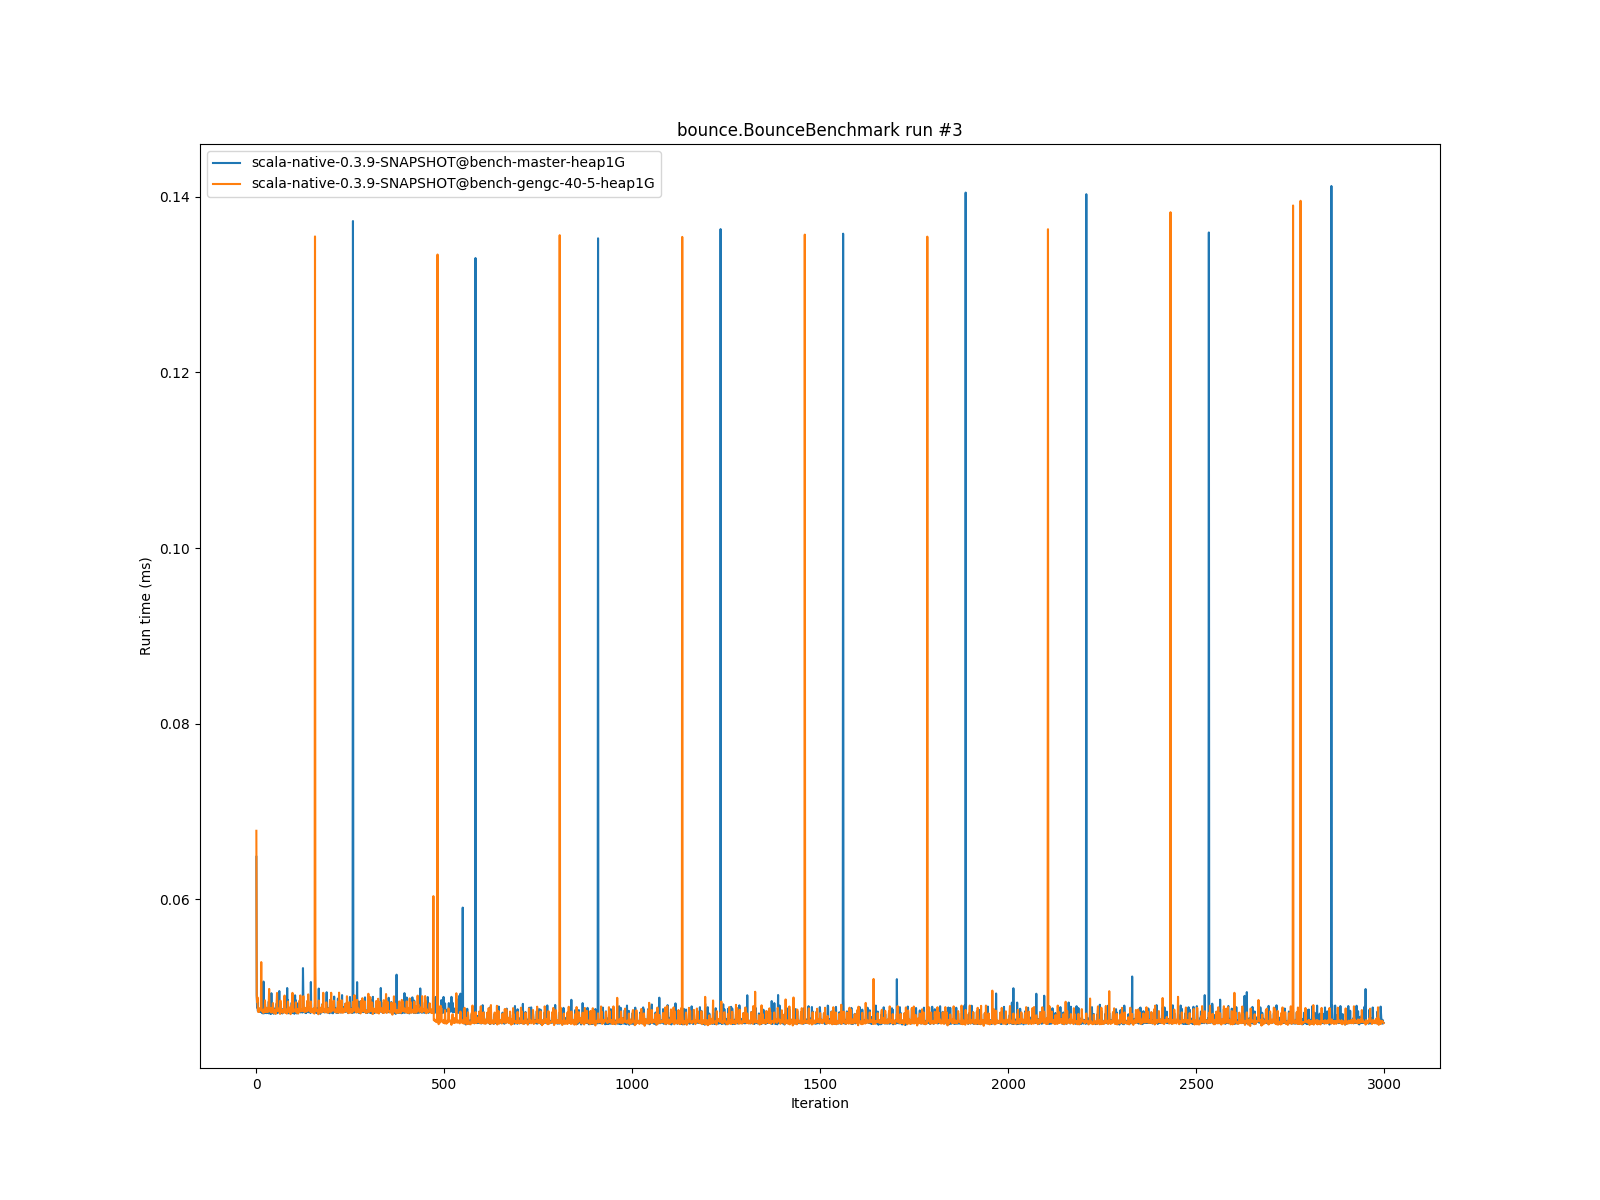 bounce.BounceBenchmark run #3
scala-native-0.3.9-SNAPSHOT@bench-master-heap1G
scala-native-0.3.9-SNAPSHOT@bench-gengc-40-5-heap1G
0.14
0.12
0.10
0.08
0.06
Run time (ms)
0 500 1000 1500 2000 2500 3000
Iteration